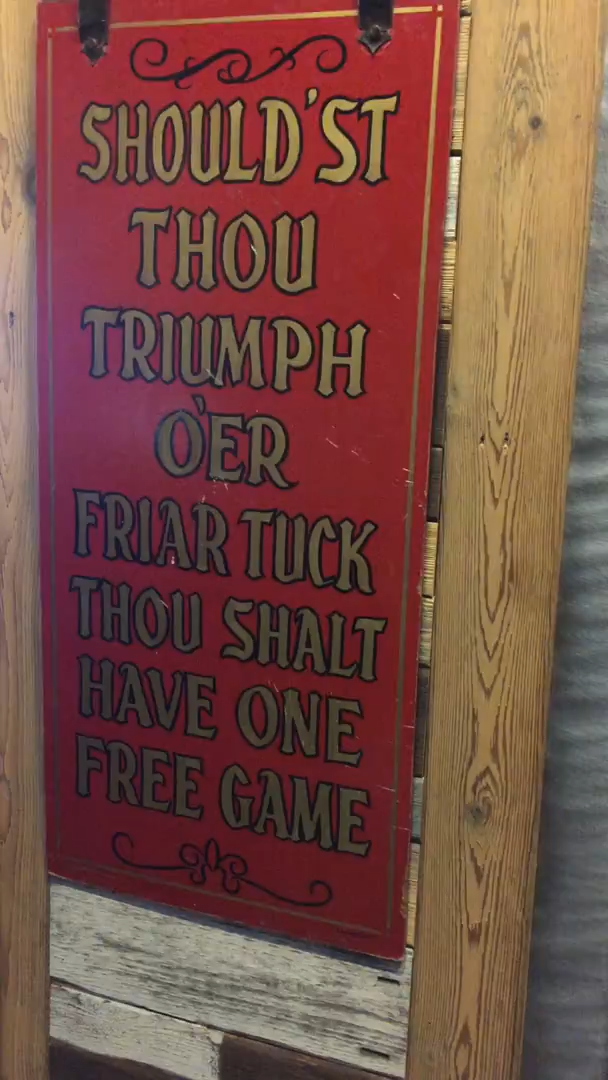 SHOULD'ST
THOU
TRIUMPH
O'ER
FRIAR TUCK
THOU SHALT
HAVE ONE
FREE GAME